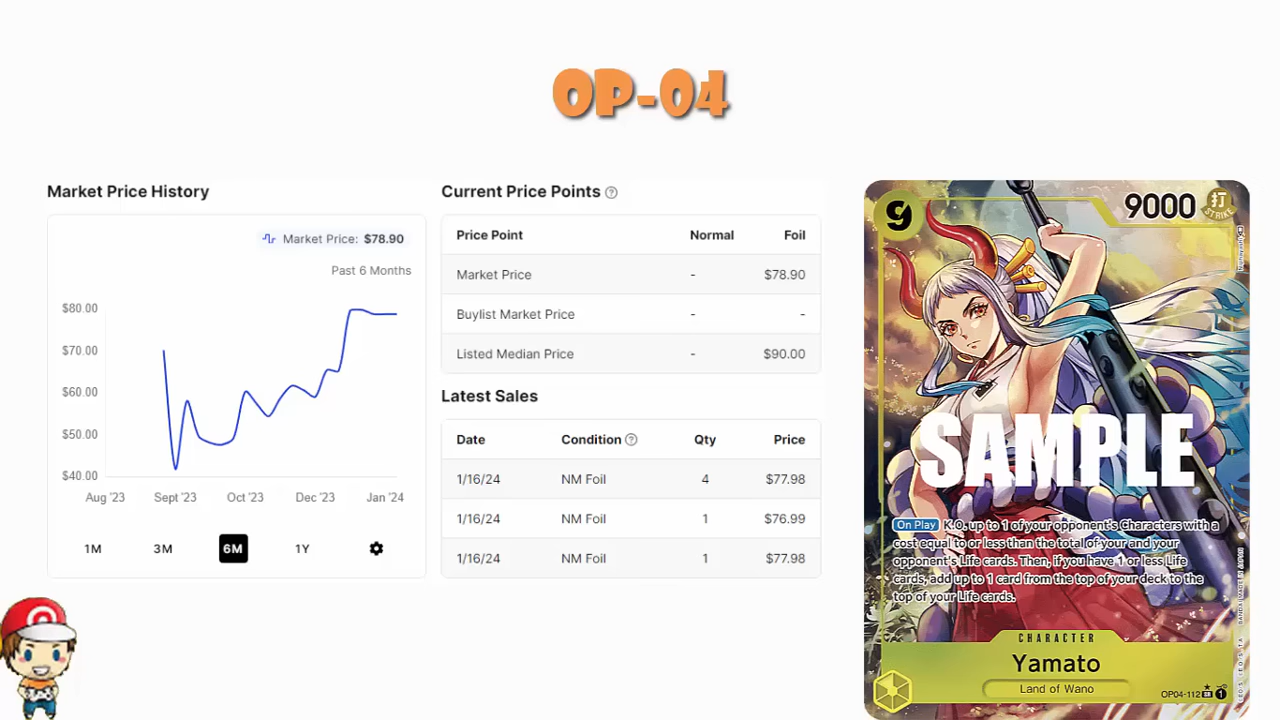 OP-04
Market Price History
Market Price: $78.90
Past 6 Months
$80.00
$70.00
$60.00
$50.00
$40.00
Aug '23 Sept '23 Oct '23 Dec '23 Jan '24
1M 3M 6M 1Y
Current Price Points
Price Point Normal Foil
Market Price - $78.90
Buylist Market Price - -
Listed Median Price - $90.00
Latest Sales
Date Condition Qty Price
1/16/24 NM Foil 4 $77.98
1/16/24 NM Foil 1 $76.99
1/16/24 NM Foil 1 $77.98
9 9000 打
STRIKE
SAMPLE
On Play K.O. up to 1 of your opponent's Characters with a
cost equal to or less than the total of your and your
opponent's Life cards. Then, if you have 1 or less Life
cards, add up to 1 card from the top of your deck to the
top of your Life cards.
CHARACTER
Yamato
Land of Wano
OP04-112 SR 1